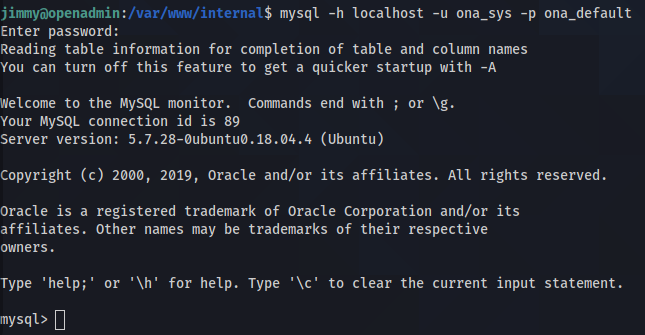 jimmy@openadmin:/var/www/internal$ mysql -h localhost -u ona_sys -p ona_default
Enter password:
Reading table information for completion of table and column names
You can turn off this feature to get a quicker startup with -A
Welcome to the MySQL monitor.  Commands end with ; or \g.
Your MySQL connection id is 89
Server version: 5.7.28-0ubuntu0.18.04.4 (Ubuntu)
Copyright (c) 2000, 2019, Oracle and/or its affiliates. All rights reserved.
Oracle is a registered trademark of Oracle Corporation and/or its
affiliates. Other names may be trademarks of their respective
owners.
Type 'help;' or '\h' for help. Type '\c' to clear the current input statement.
mysql>